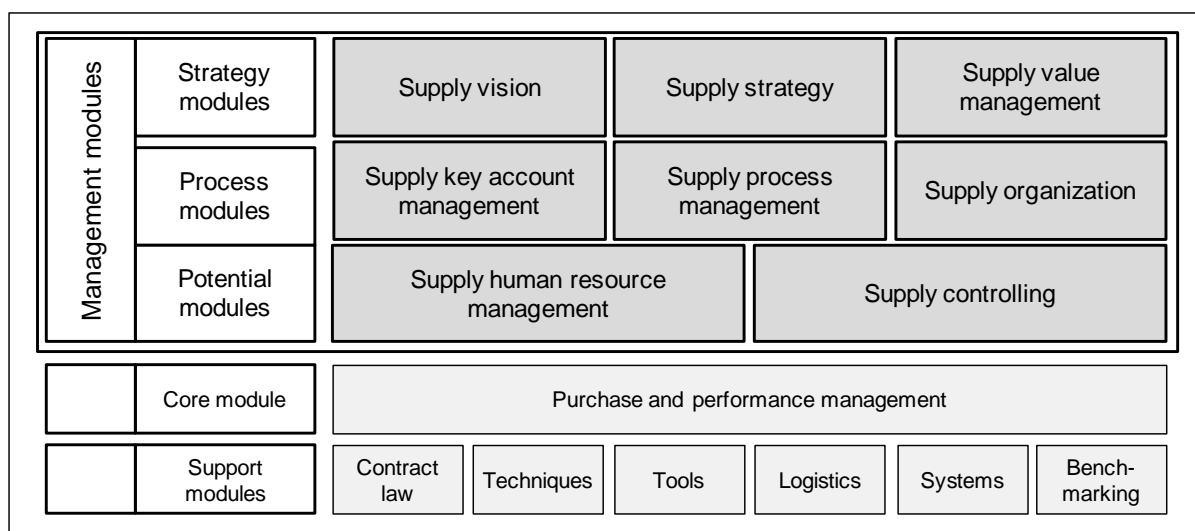 Management modules
Strategy
modules
Supply vision
Supply strategy
Supply value
management
Process
modules
Supply key account
management
Supply process
management
Supply organization
Potential
modules
Supply human resource
management
Supply controlling
Core module
Purchase and performance management
Support
modules
Contract
law
Techniques
Tools
Logistics
Systems
Bench-
marking